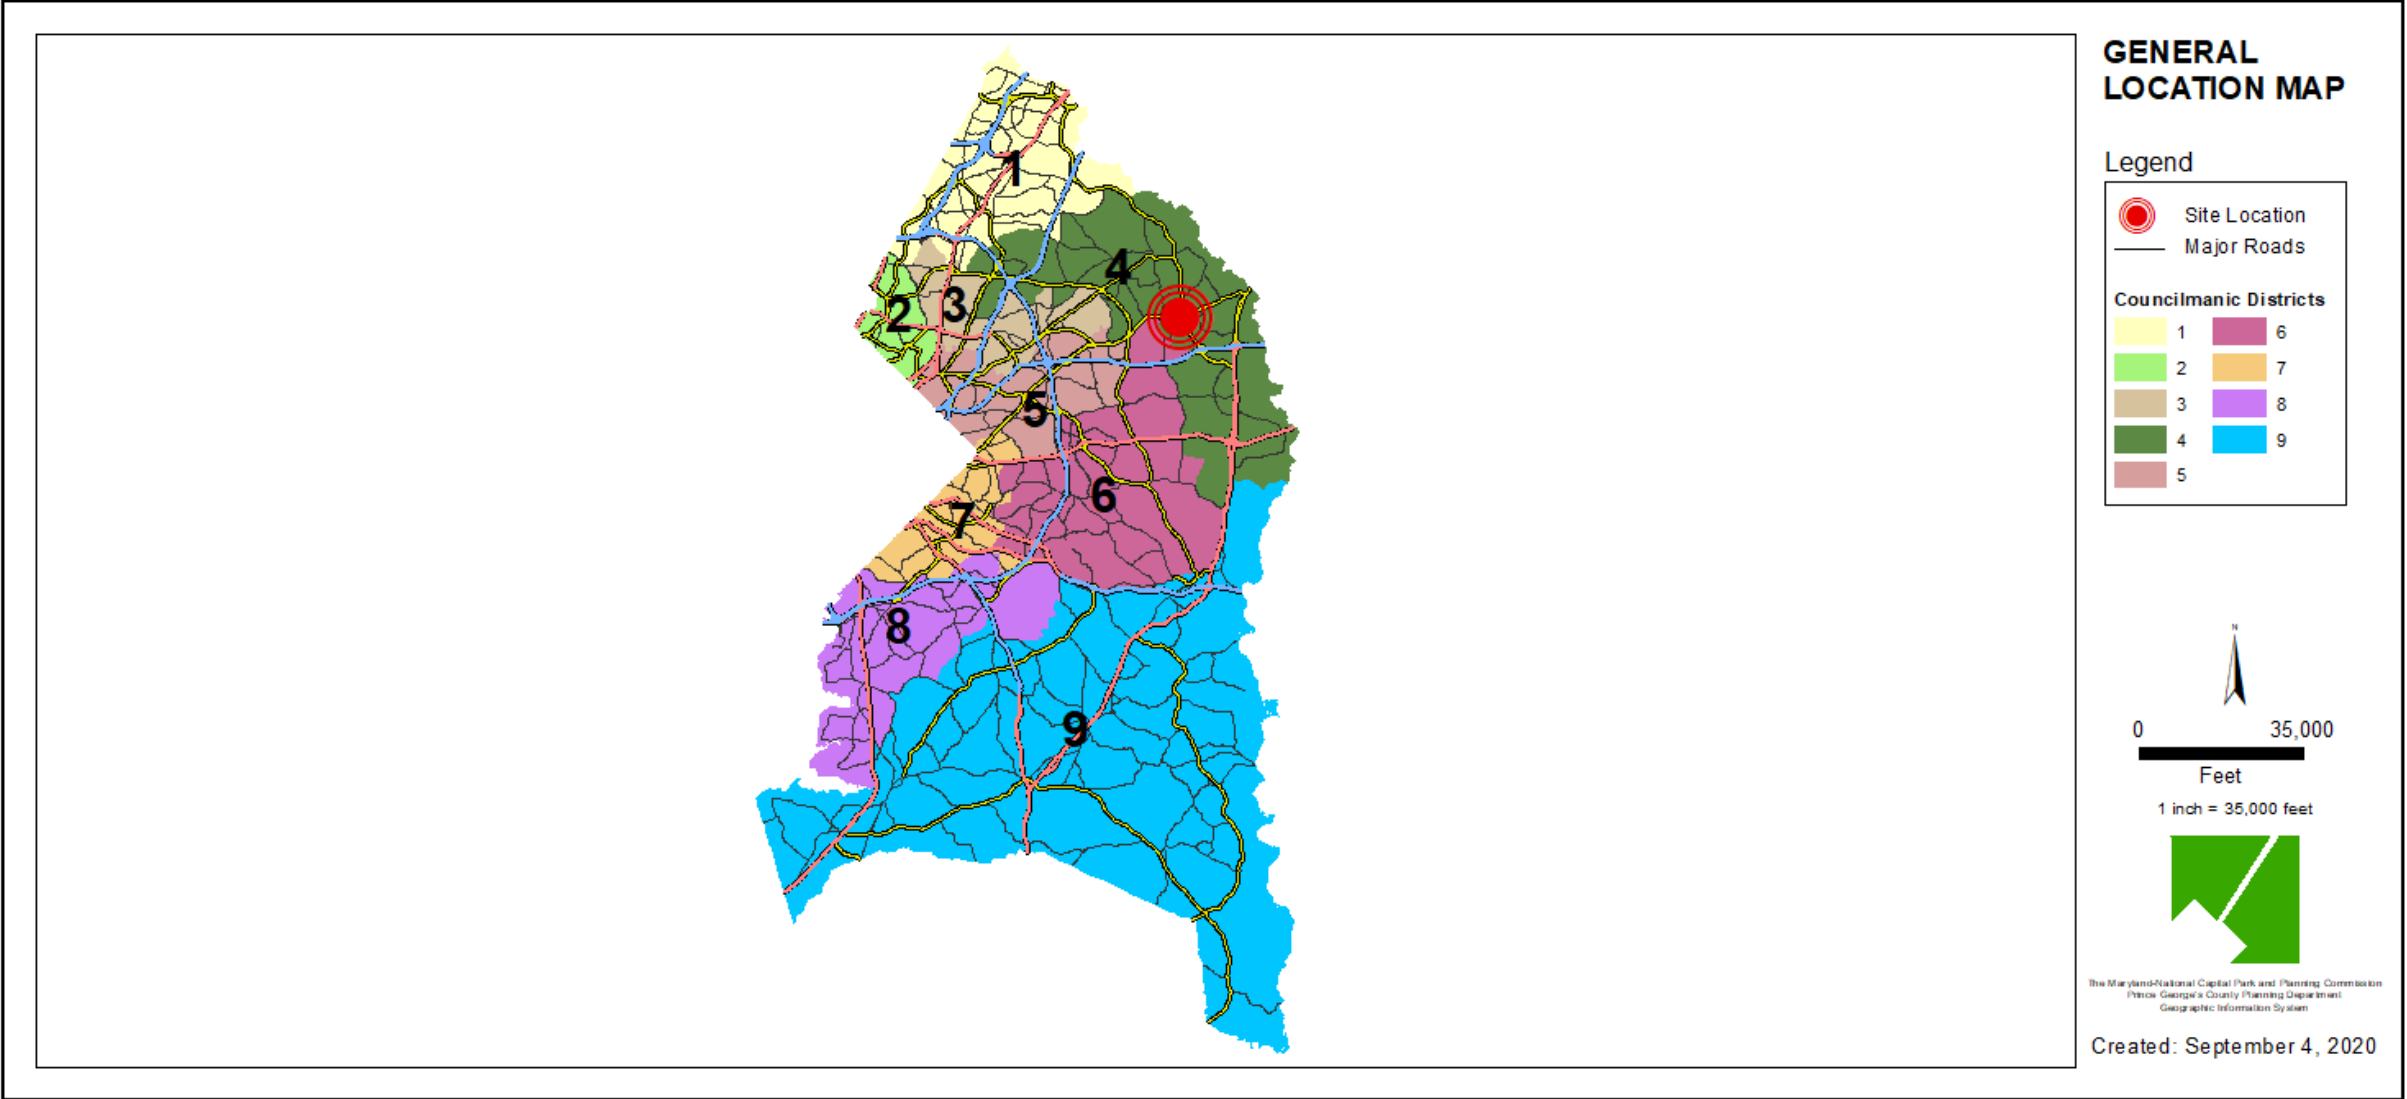 GENERAL
LOCATION MAP
Legend
Site Location
Major Roads
Councilmanic Districts
1 6
2 7
3 8
4 9
5
1
4
2 3
5
6
7
8
9
N
0 35,000
Feet
1 inch = 35,000 feet
The Maryland-National Capital Park and Planning Commission
Prince George's County Planning Department
Geographic Information System
Created: September 4, 2020